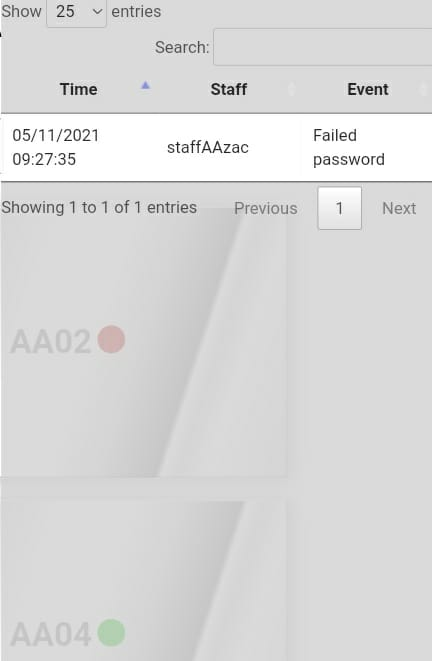 Show 25 entries
Search:
Time Staff Event
05/11/2021 09:27:35 staffAAzac Failed password
Showing 1 to 1 of 1 entries Previous 1 Next
AA02
AA04